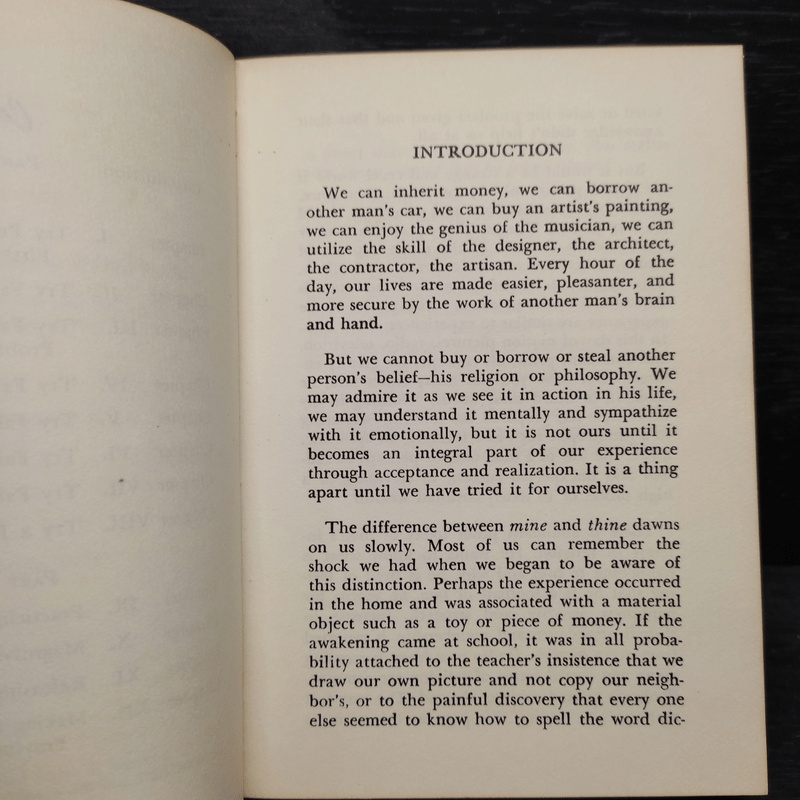 INTRODUCTION
We can inherit money, we can borrow an-
other man's car, we can buy an artist's painting,
we can enjoy the genius of the musician, we can
utilize the skill of the designer, the architect,
the contractor, the artisan. Every hour of the
day, our lives are made easier, pleasanter, and
more secure by the work of another man's brain
and hand.
But we cannot buy or borrow or steal another
person's belief—his religion or philosophy. We
may admire it as we see it in action in his life,
we may understand it mentally and sympathize
with it emotionally, but it is not ours until it
becomes an integral part of our experience
through acceptance and realization. It is a thing
apart until we have tried it for ourselves.
The difference between mine and thine dawns
on us slowly. Most of us can remember the
shock we had when we began to be aware of
this distinction. Perhaps the experience occurred
in the home and was associated with a material
object such as a toy or piece of money. If the
awakening came at school, it was in all proba-
bility attached to the teacher's insistence that we
draw our own picture and not copy our neigh-
bor's, or to the painful discovery that every one
else seemed to know how to spell the word dic-